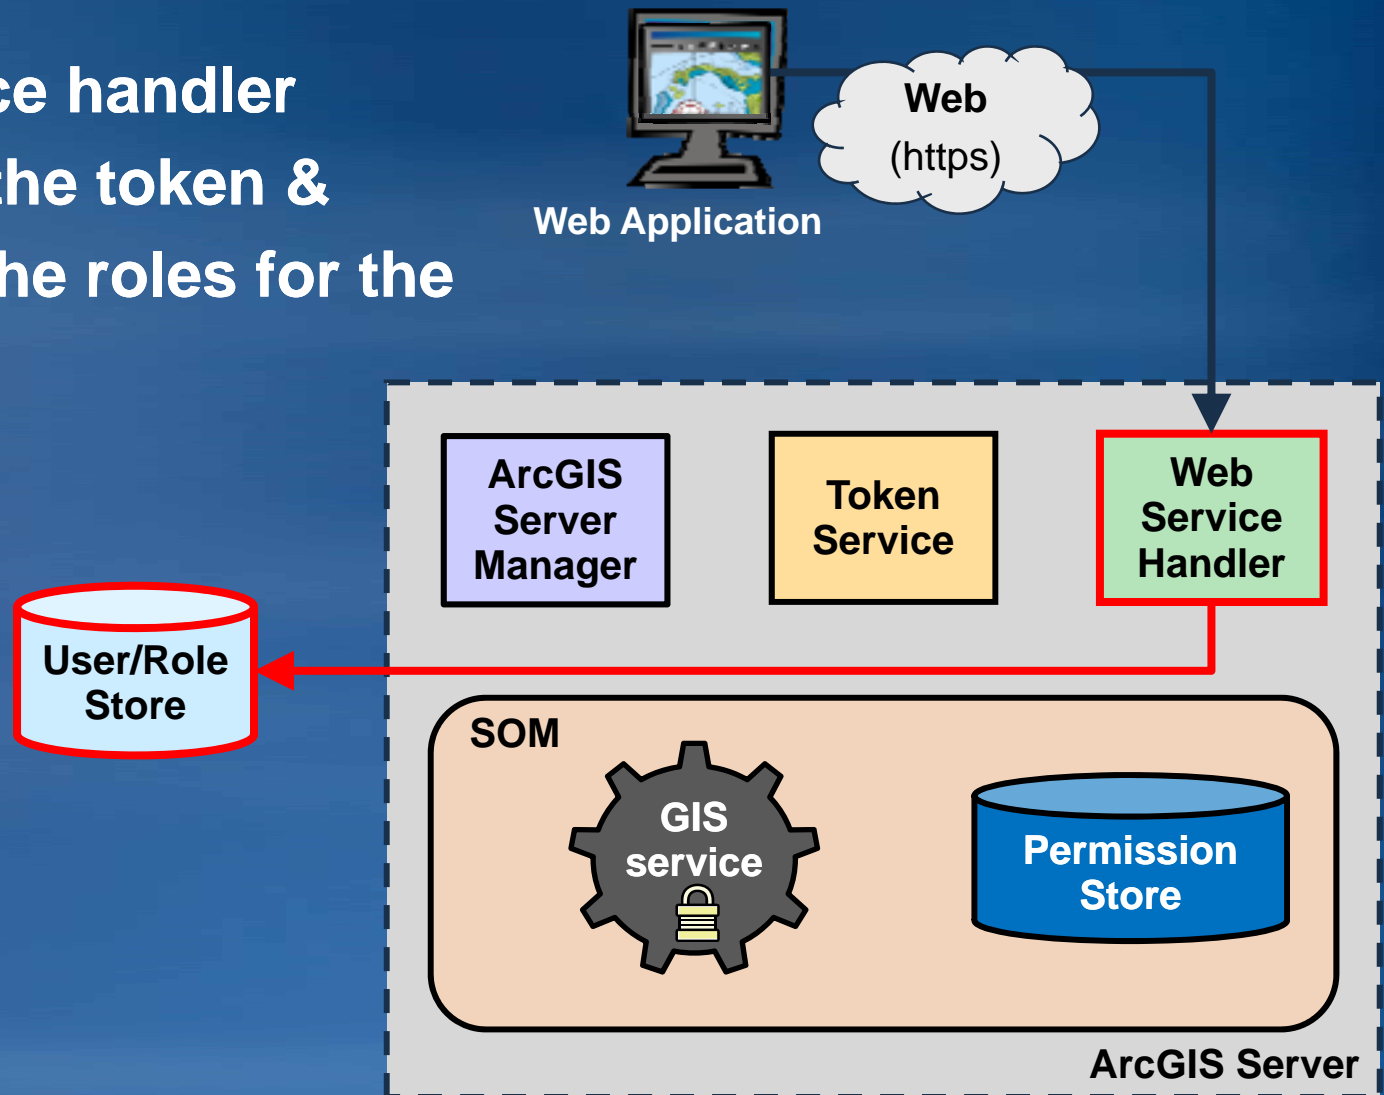 ce handler
the token &
he roles for the
Web
(https)
Web Application
ArcGIS
Server
Manager
Token
Service
Web
Service
Handler
User/Role
Store
SOM
GIS
service
Permission
Store
ArcGIS Server